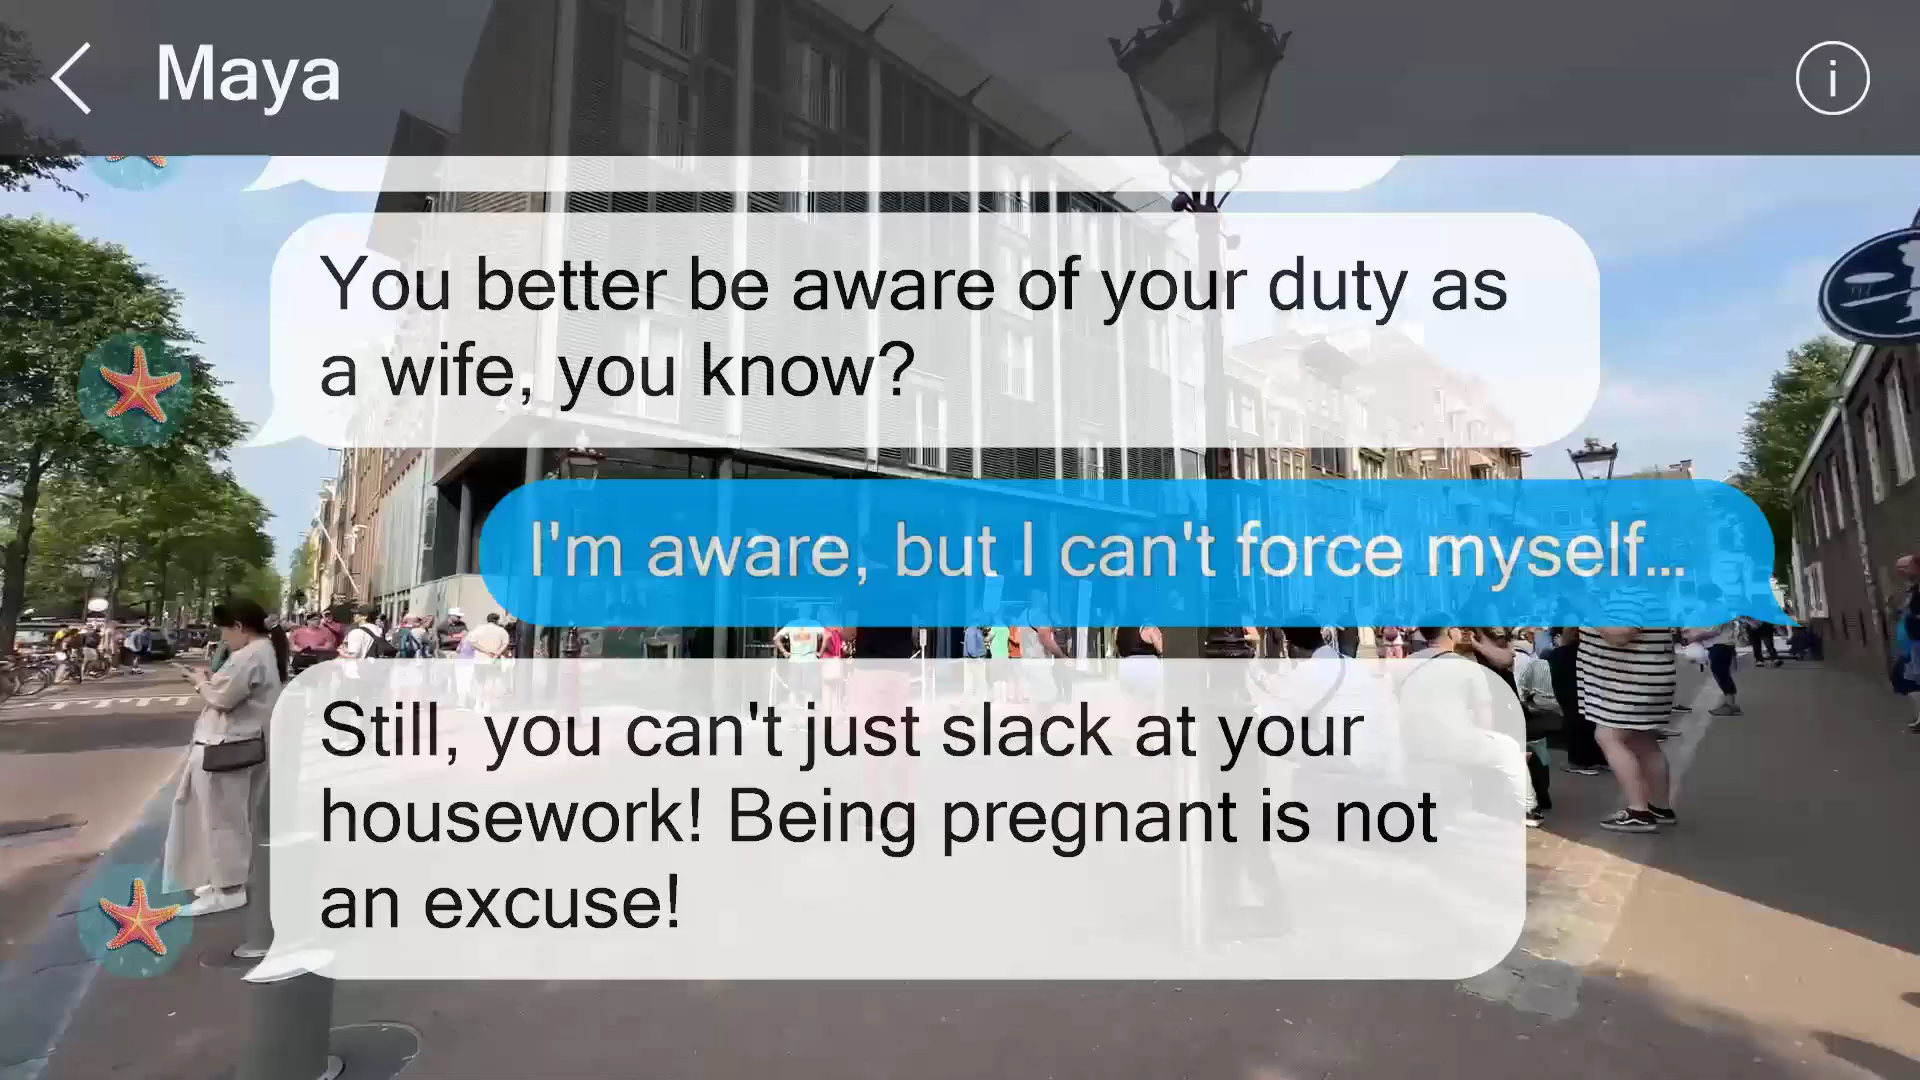 Maya
You better be aware of your duty as
a wife, you know?
I'm aware, but I can't force myself...
Still, you can't just slack at your
housework! Being pregnant is not
an excuse!